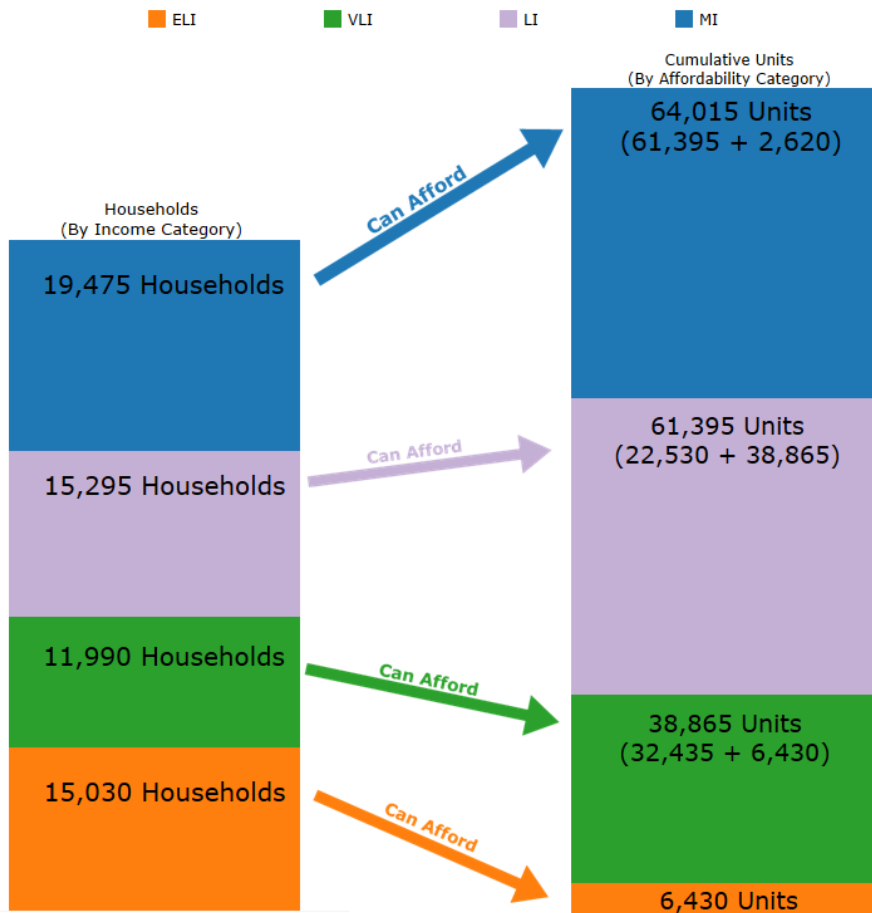 ELI VLI LI MI
Cumulative Units
(By Affordability Category)
64,015 Units
(61,395 + 2,620)
Can Afford
Households
(By Income Category)
19,475 Households
61,395 Units
(22,530 + 38,865)
Can Afford
15,295 Households
11,990 Households
Can Afford
38,865 Units
(32,435 + 6,430)
15,030 Households
Can Afford
6,430 Units